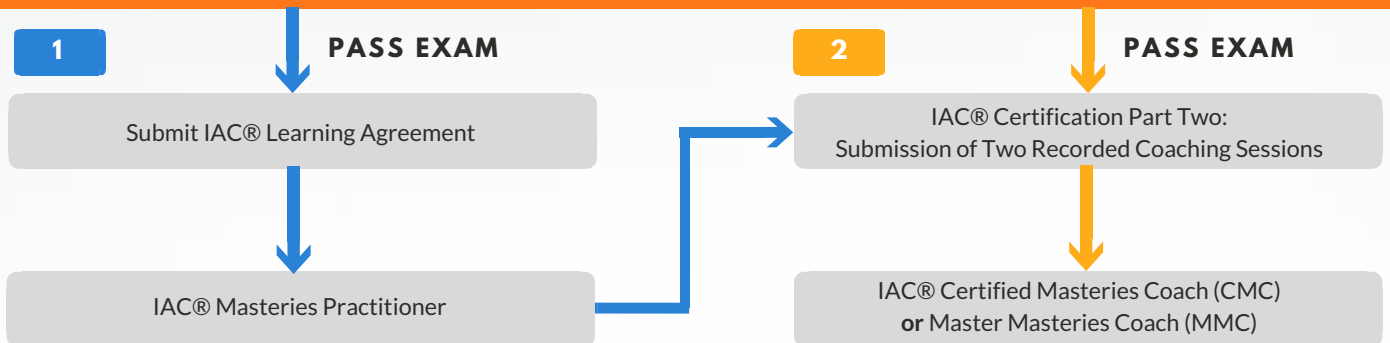 1
PASS EXAM
Submit IAC® Learning Agreement
IAC® Masteries Practitioner
2
PASS EXAM
IAC® Certification Part Two:
Submission of Two Recorded Coaching Sessions
IAC® Certified Masteries Coach (CMC)
or Master Masteries Coach (MMC)